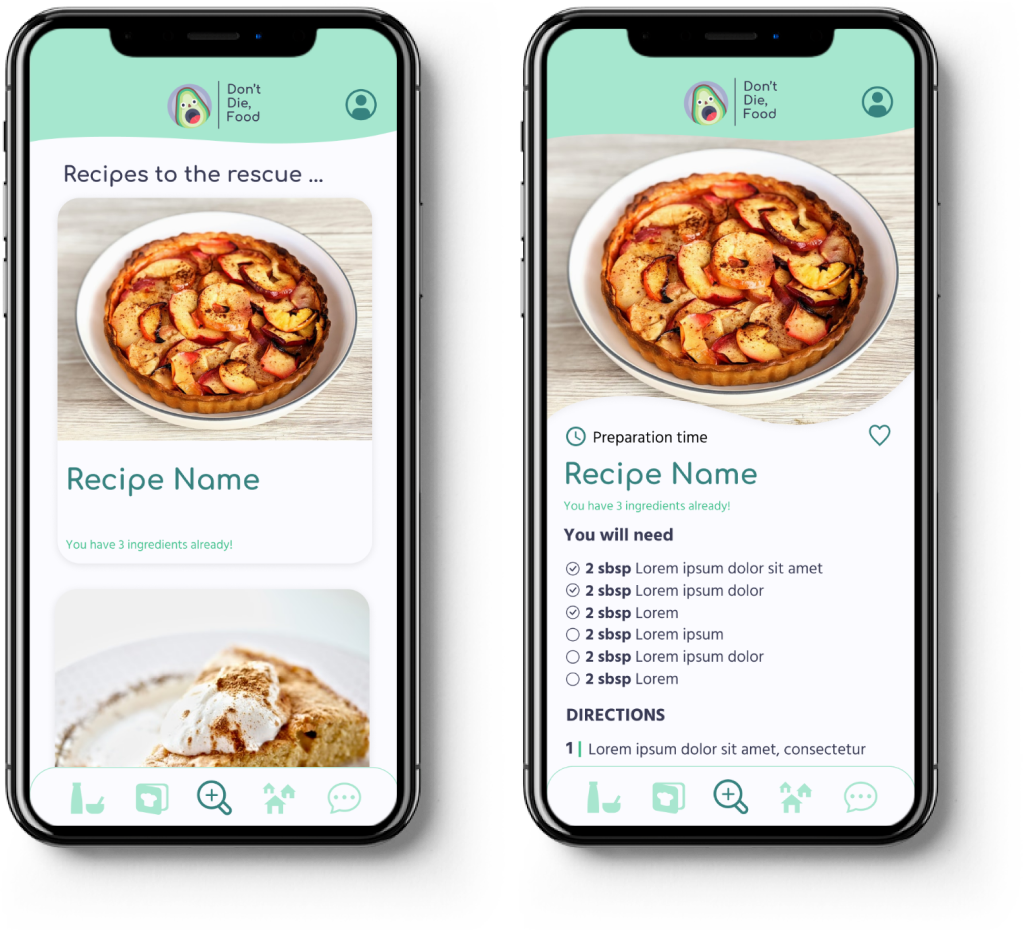 Don't
Die,
Food
Recipes to the rescue ...
Recipe Name
You have 3 ingredients already!
Don't
Die,
Food
Preparation time
Recipe Name
You have 3 ingredients already!
You will need
2 sbsp Lorem ipsum dolor sit amet
2 sbsp Lorem ipsum dolor
2 sbsp Lorem
2 sbsp Lorem ipsum
2 sbsp Lorem ipsum dolor
2 sbsp Lorem
DIRECTIONS
1 | Lorem ipsum dolor sit amet, consectetur